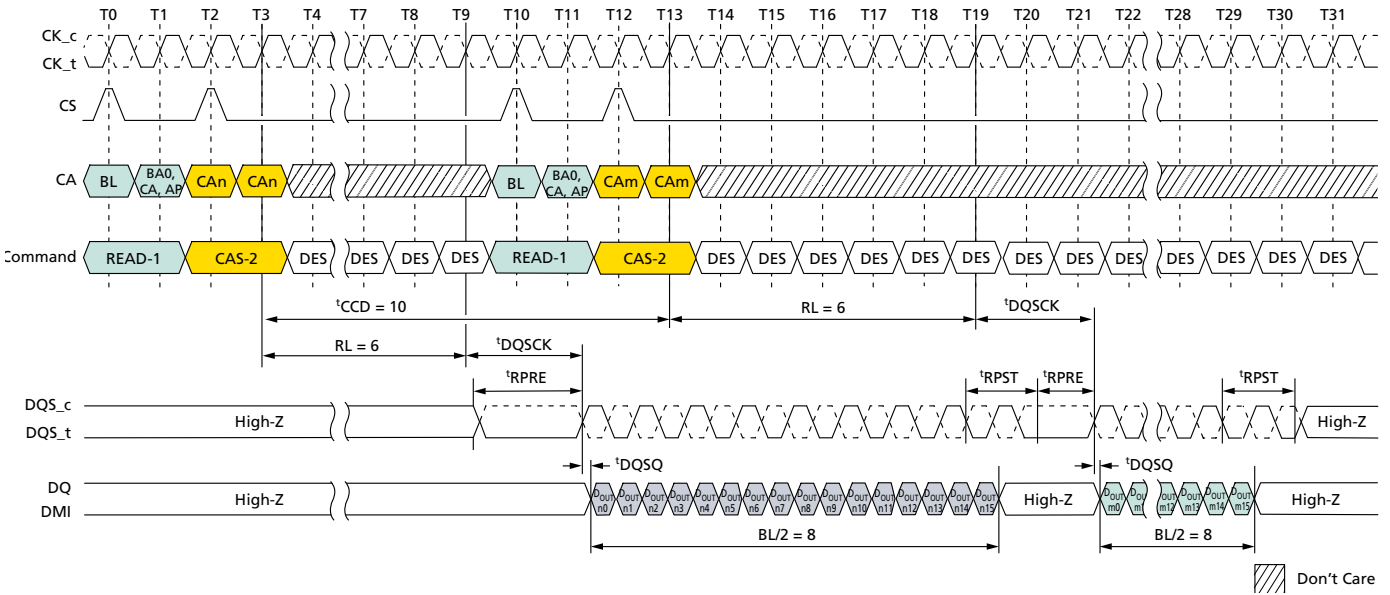 T0 T1 T2 T3 T4 T7 T8 T9 T10 T11 T12 T13 T14 T15 T16 T17 T18 T19 T20 T21 T22 T28 T29 T30 T31
CK_c
CK_t
CS
CA BL BA0, CA, AP CAn CAn BL BA0, CA, AP CAm CAm
Command READ-1 CAS-2 DES DES DES DES READ-1 CAS-2 DES DES DES DES DES DES DES DES DES DES DES DES DES
tCCD = 10 RL = 6 tDQSCK
RL = 6 tDQSCK
tRPRE tRPST tRPRE tRPST
DQS_c
DQS_t
High-Z High-Z
tDQSQ tDQSQ
DQ
DMI
High-Z DOUT n0 DOUT n1 DOUT n2 DOUT n3 DOUT n4 DOUT n5 DOUT n6 DOUT n7 DOUT n8 DOUT n9 DOUT n10 DOUT n11 DOUT n12 DOUT n13 DOUT n14 DOUT n15 High-Z DOUT m0 DOUT m12 DOUT m13 DOUT m14 DOUT m15 High-Z
BL/2 = 8 BL/2 = 8
Don't Care